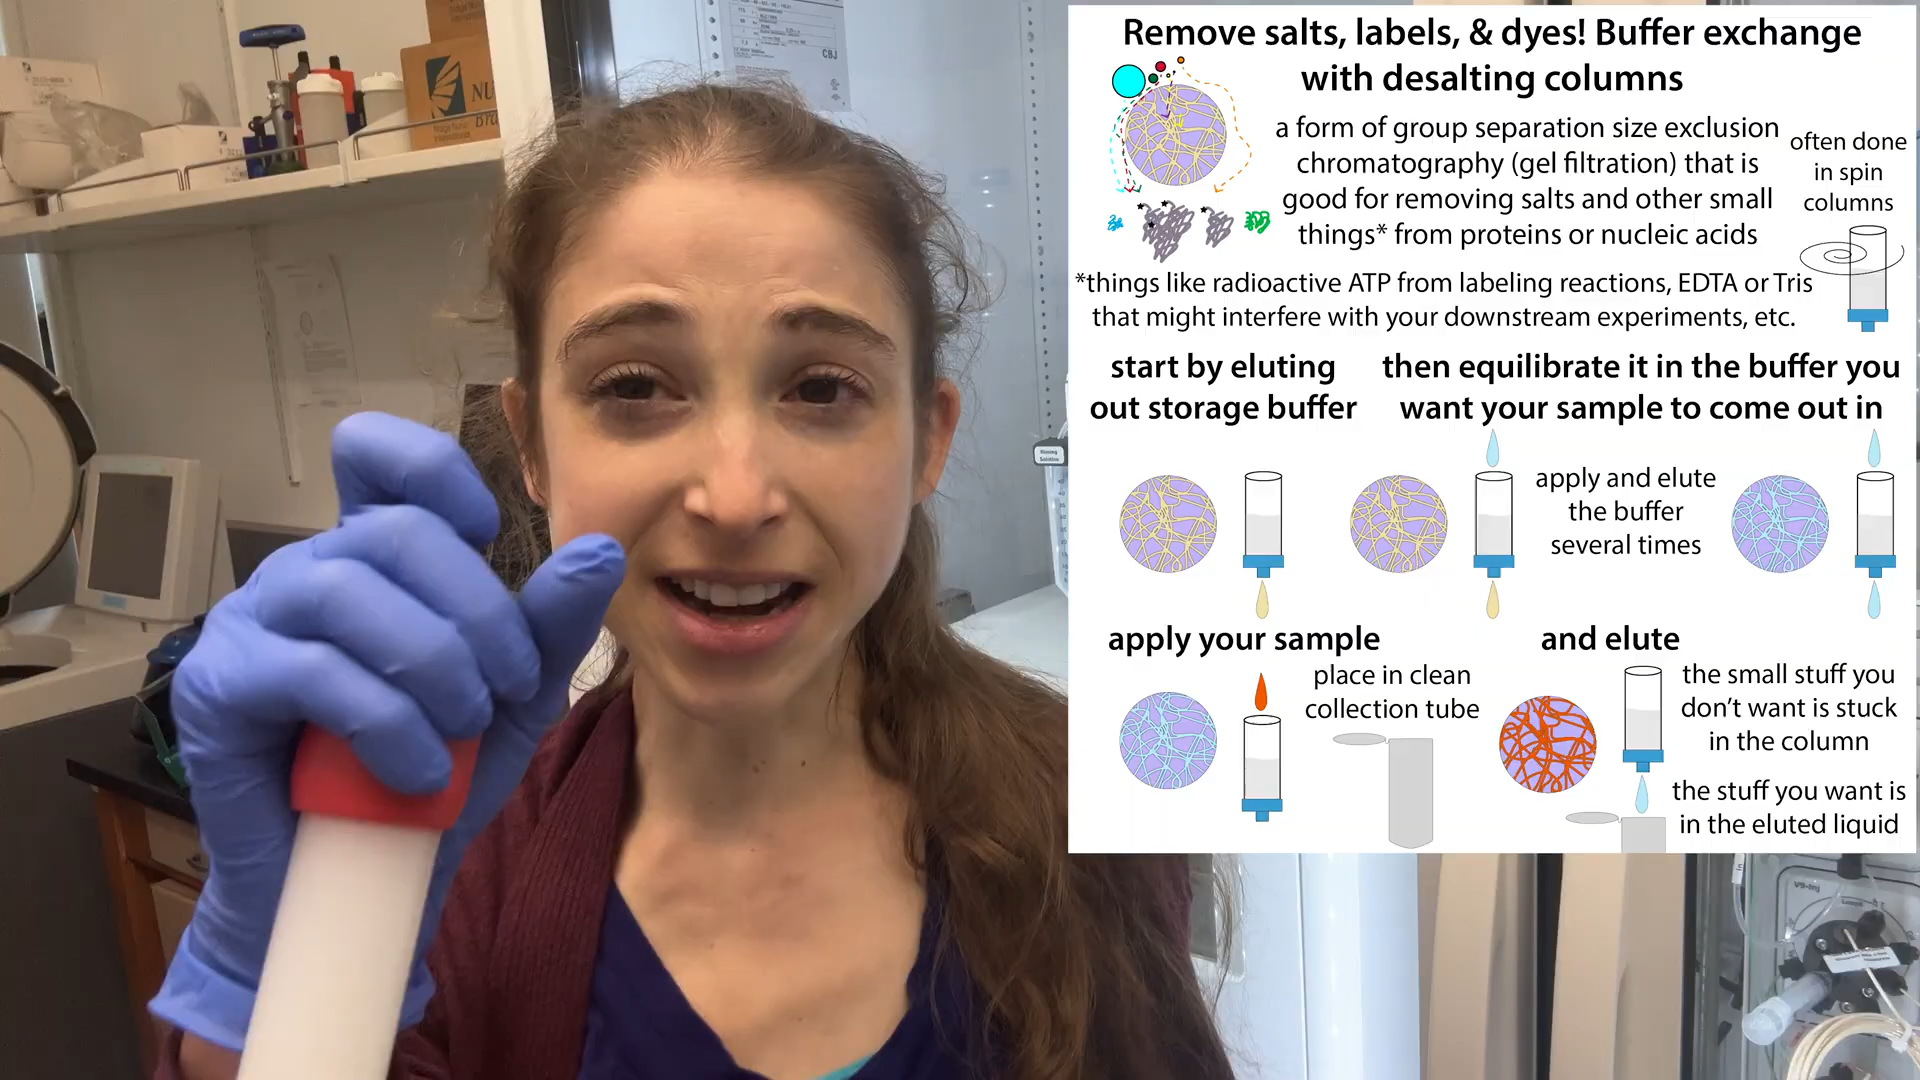 Remove salts, labels, & dyes! Buffer exchange
with desalting columns
a form of group separation size exclusion
chromatography (gel filtration) that is
good for removing salts and other small
things* from proteins or nucleic acids
often done
in spin
columns
*things like radioactive ATP from labeling reactions, EDTA or Tris
that might interfere with your downstream experiments, etc.
start by eluting
out storage buffer
then equilibrate it in the buffer you
want your sample to come out in
apply and elute
the buffer
several times
apply your sample
place in clean
collection tube
and elute
the small stuff you
don't want is stuck
in the column
the stuff you want is
in the eluted liquid
NU
Bra
CBJ